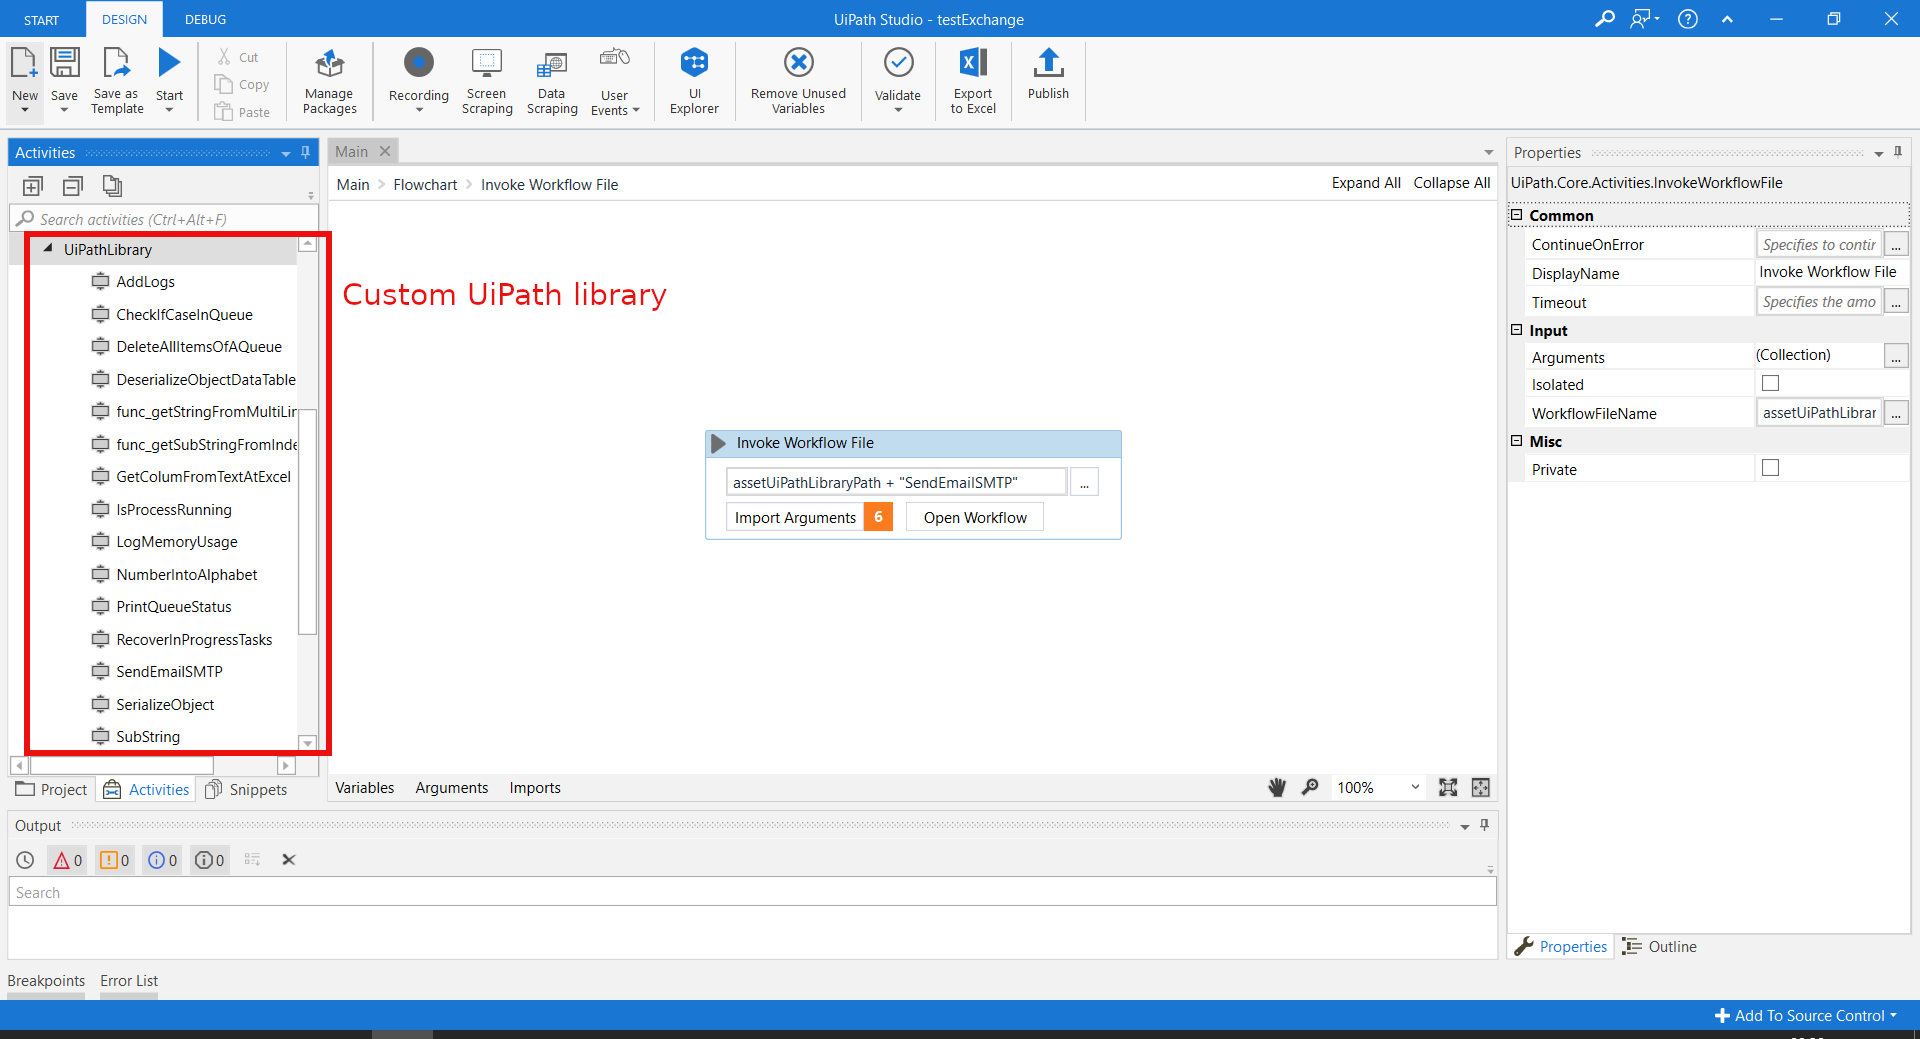 START
DESIGN
DEBUG
UiPath Studio - testExchange
New
Save
Save as
Template
Start
Cut
Copy
Paste
Manage
Packages
Recording
Screen
Scraping
Data
Scraping
User
Events
UI
Explorer
Remove Unused
Variables
Validate
Export
to Excel
Publish
Activities
Search activities (Ctrl+Alt+F)
UiPathLibrary
AddLogs
CheckIfCaseInQueue
DeleteAllItemsOfAQueue
DeserializeObjectDataTable
func_getStringFromMultiLin
func_getSubStringFromInde
GetColumFromTextAtExcel
IsProcessRunning
LogMemoryUsage
NumberIntoAlphabet
PrintQueueStatus
RecoverInProgressTasks
SendEmailSMTP
SerializeObject
SubString
Project
Activities
Snippets
Main
Main > Flowchart > Invoke Workflow File
Expand All
Collapse All
Custom UiPath library
Invoke Workflow File
assetUiPathLibraryPath + "SendEmailSMTP"
...
Import Arguments 6
Open Workflow
Variables
Arguments
Imports
100%
Properties
UiPath.Core.Activities.InvokeWorkflowFile
Common
ContinueOnError Specifies to contir ...
DisplayName Invoke Workflow File
Timeout Specifies the amo ...
Input
Arguments (Collection) ...
Isolated
WorkflowFileName assetUiPathLibrar ...
Misc
Private
Properties
Outline
Output
0
0
0
0
Search
Breakpoints
Error List
Add To Source Control